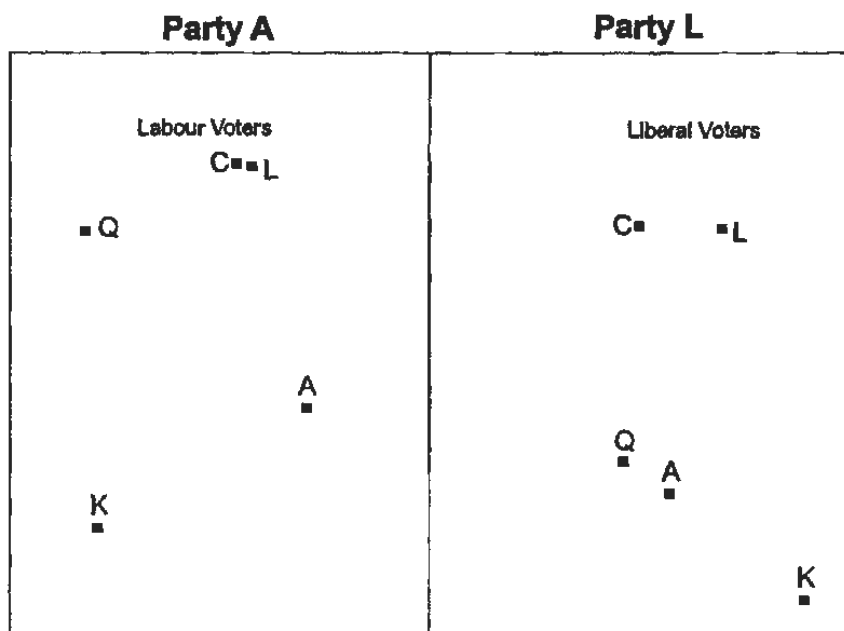 Party A
Party L
Labour Voters
Liberal Voters
C L
Q
C L
A
Q
A
K
K